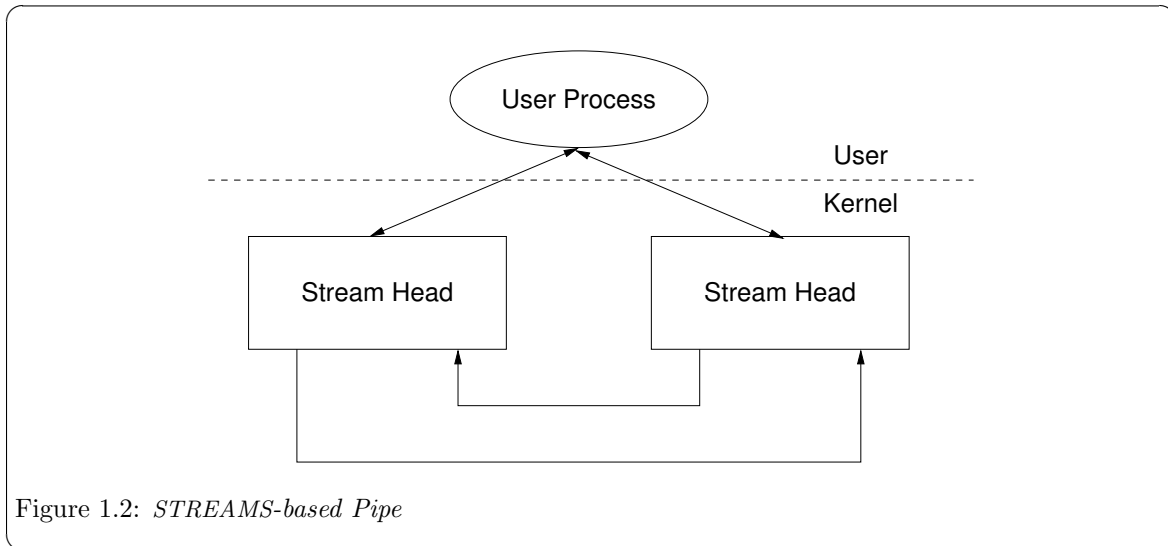 User Process
User
Kernel
Stream Head
Stream Head
Figure 1.2: STREAMS-based Pipe